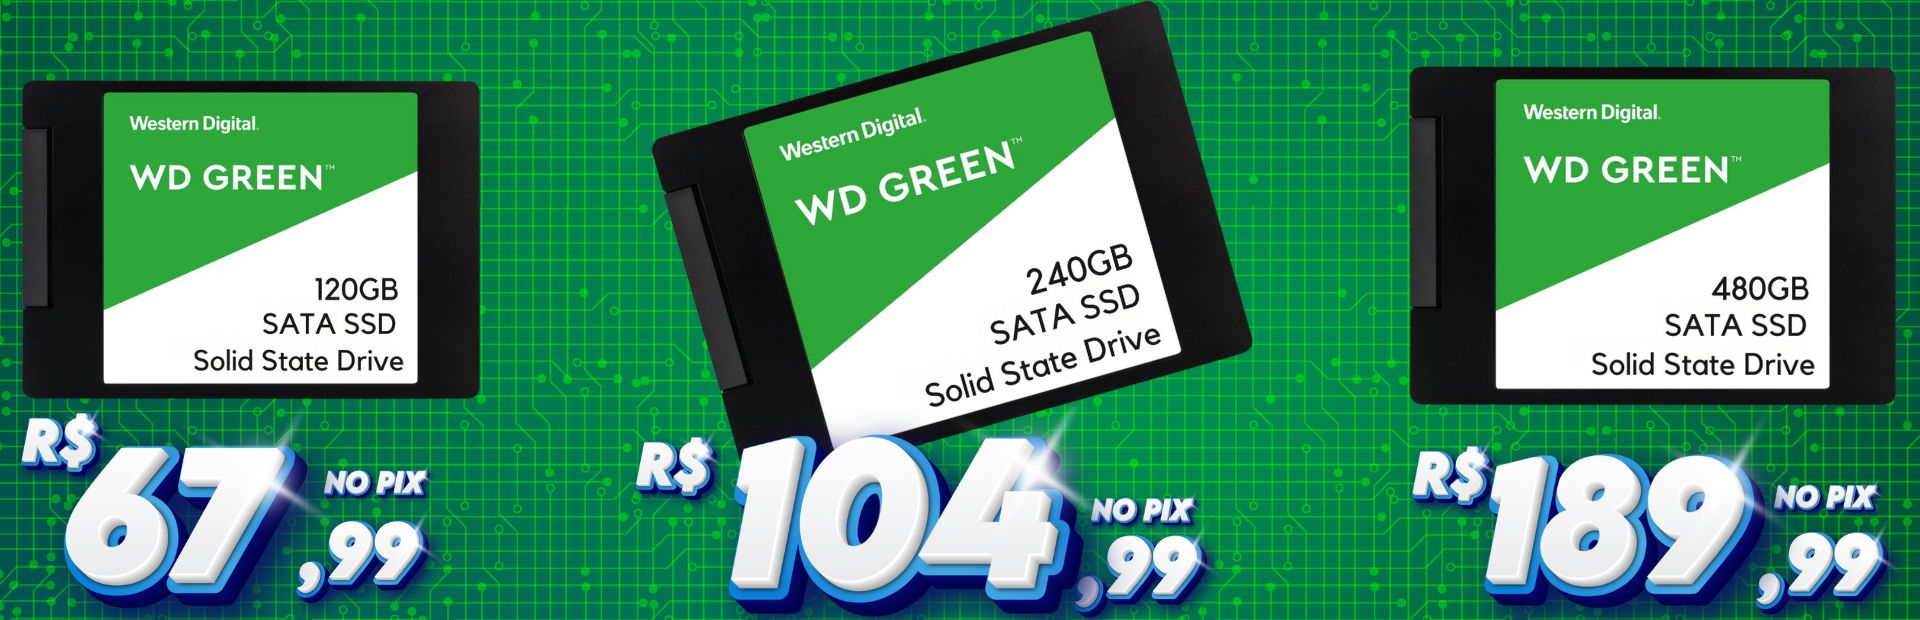 Western Digital.
WD GREEN™
120GB
SATA SSD
Solid State Drive
R$ 67,99
NO PIX
Western Digital.
WD GREEN™
240GB
SATA SSD
Solid State Drive
R$ 104,99
NO PIX
Western Digital.
WD GREEN™
480GB
SATA SSD
Solid State Drive
R$ 189,99
NO PIX